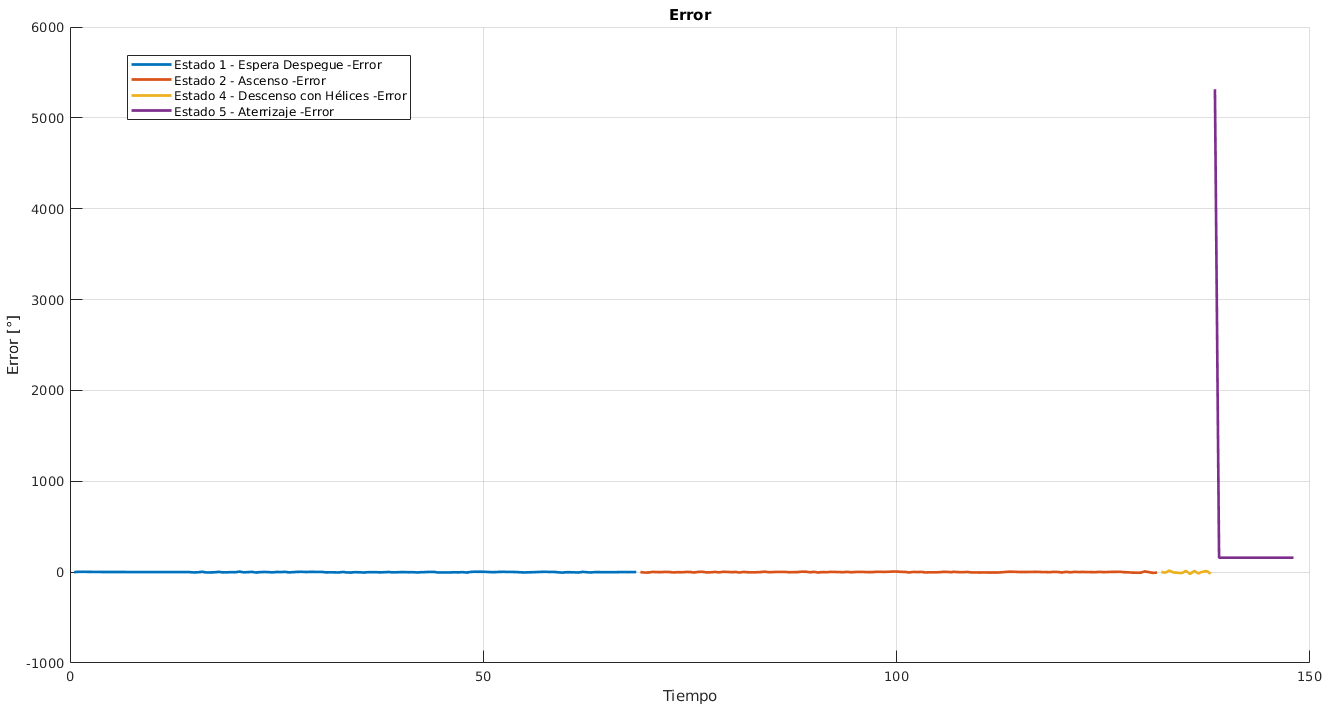 Error
6000
5000
4000
3000
2000
1000
0
-1000
Error [°]
Estado 1 - Espera Despegue -Error
Estado 2 - Ascenso -Error
Estado 4 - Descenso con Hélices -Error
Estado 5 - Aterrizaje -Error
0 50 100 150
Tiempo